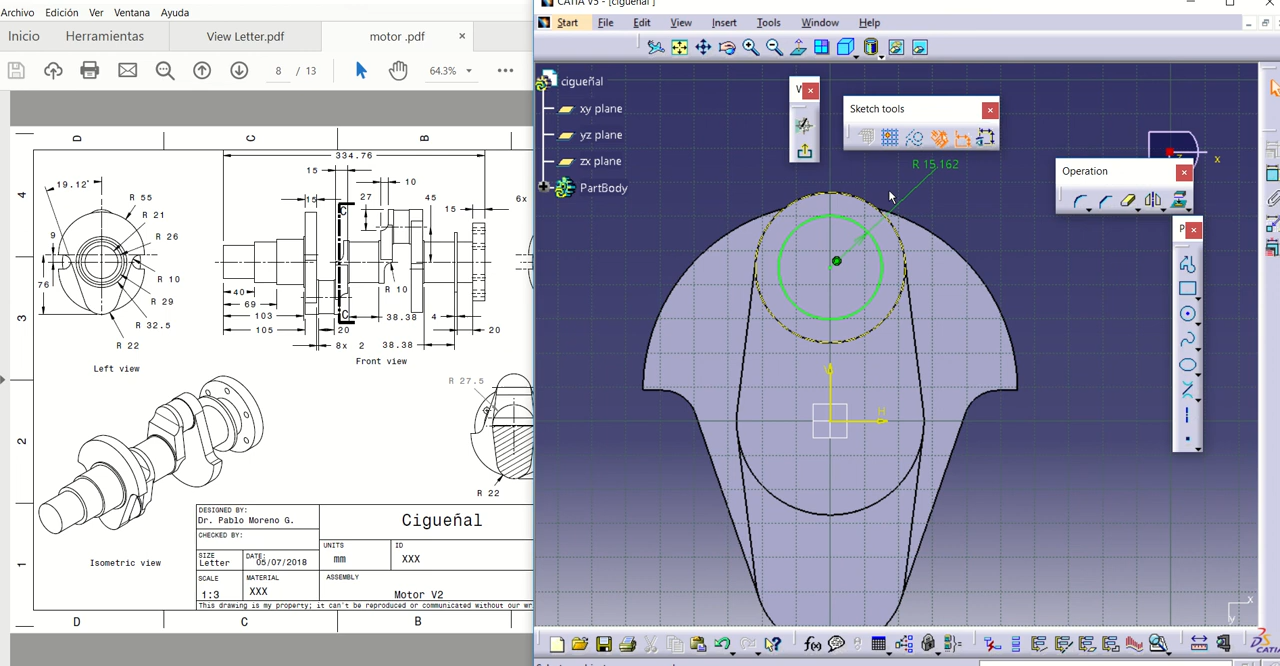 Archivo Edición Ver Ventana Ayuda
Inicio Herramientas View Letter.pdf motor .pdf ×
8 / 13 64.3%
D C B
4
3
2
1
334.76
15 10
19.12°
R 55
R 21
R 26
R 10
R 29
R 32.5
R 22
9
76
Left view
15 27 45 15 6x
C
C
R 10
40
69
103
105
20
8x 2
38.38
38.38
4
20
Front view
R 27.5
R 22
Isometric view
DESIGNED BY:
Dr. Pablo Moreno G.
CHECKED BY:
SIZE
Letter
DATE:
05/07/2018
SCALE
1:3
MATERIAL
XXX
Cigueñal
UNITS
mm
ID
XXX
ASSEMBLY
Motor V2
This drawing is my property; it can't be reproduced or communicated without our wr
D C B
CATIA V5 - [cigueñal ]
Start File Edit View Insert Tools Window Help
cigueñal
xy plane
yz plane
zx plane
PartBody
Sketch tools
Operation
P
R 15.162
V
H
x
x
y
f(x)
CATIA